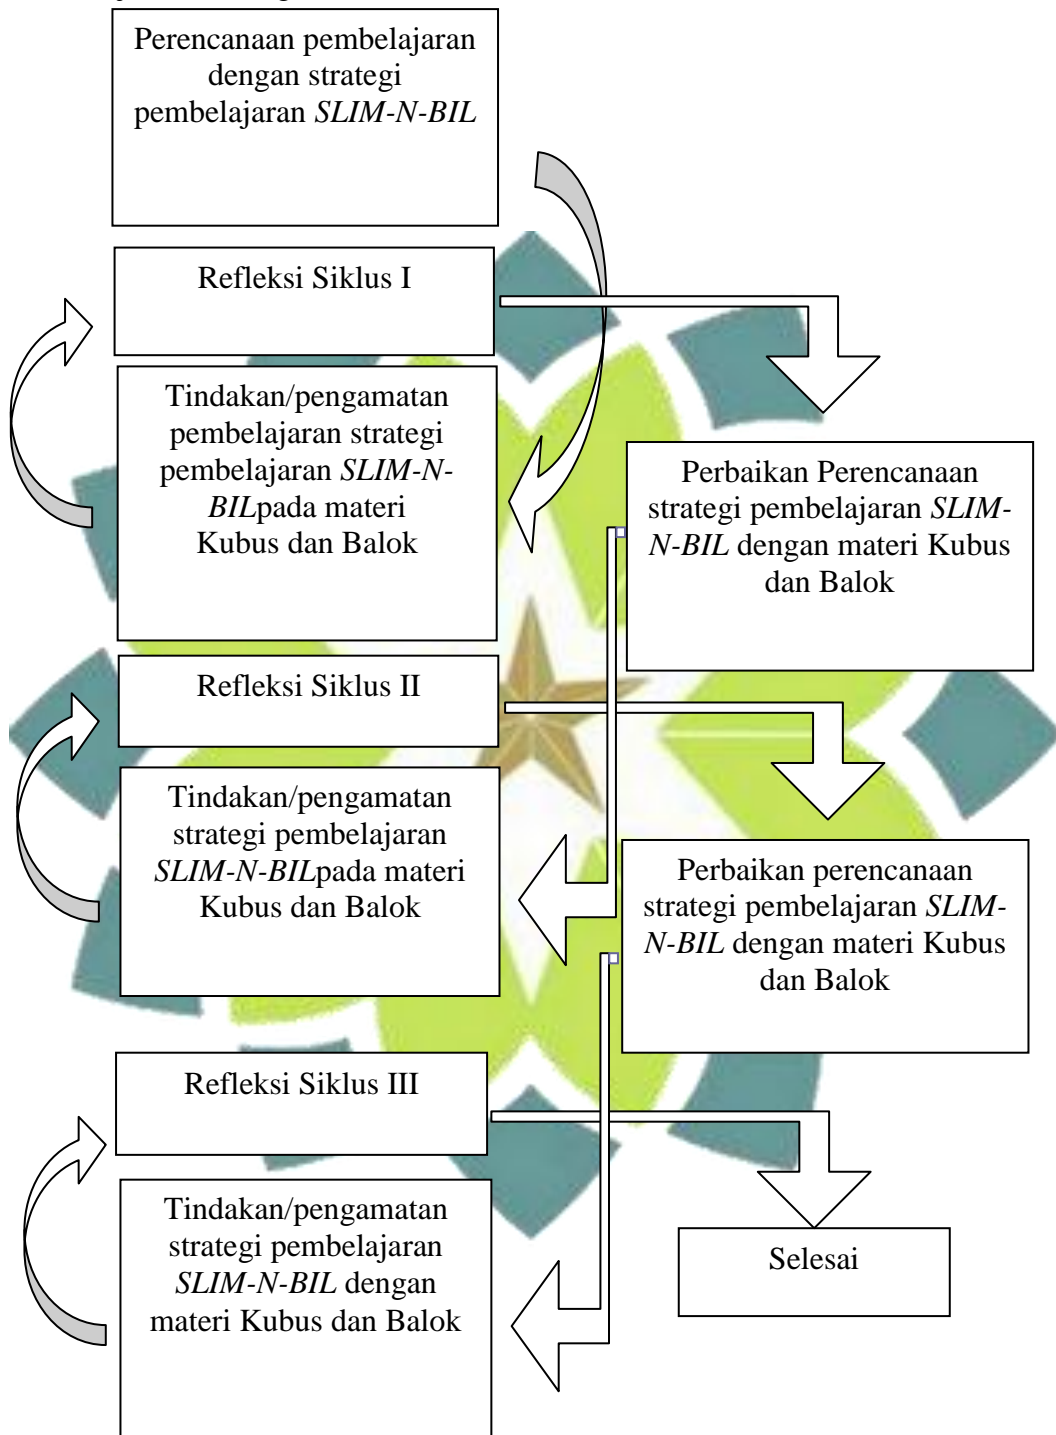 Perencanaan pembelajaran
dengan strategi
pembelajaran SLIM-N-BIL
Refleksi Siklus I
Tindakan/pengamatan
pembelajaran strategi
pembelajaran SLIM-N-
BILpada materi
Kubus dan Balok
Perbaikan Perencanaan
strategi pembelajaran SLIM-
N-BIL dengan materi Kubus
dan Balok
Refleksi Siklus II
Tindakan/pengamatan
strategi pembelajaran
SLIM-N-BILpada materi
Kubus dan Balok
Perbaikan perencanaan
strategi pembelajaran SLIM-
N-BIL dengan materi Kubus
dan Balok
Refleksi Siklus III
Tindakan/pengamatan
strategi pembelajaran
SLIM-N-BIL dengan
materi Kubus dan Balok
Selesai